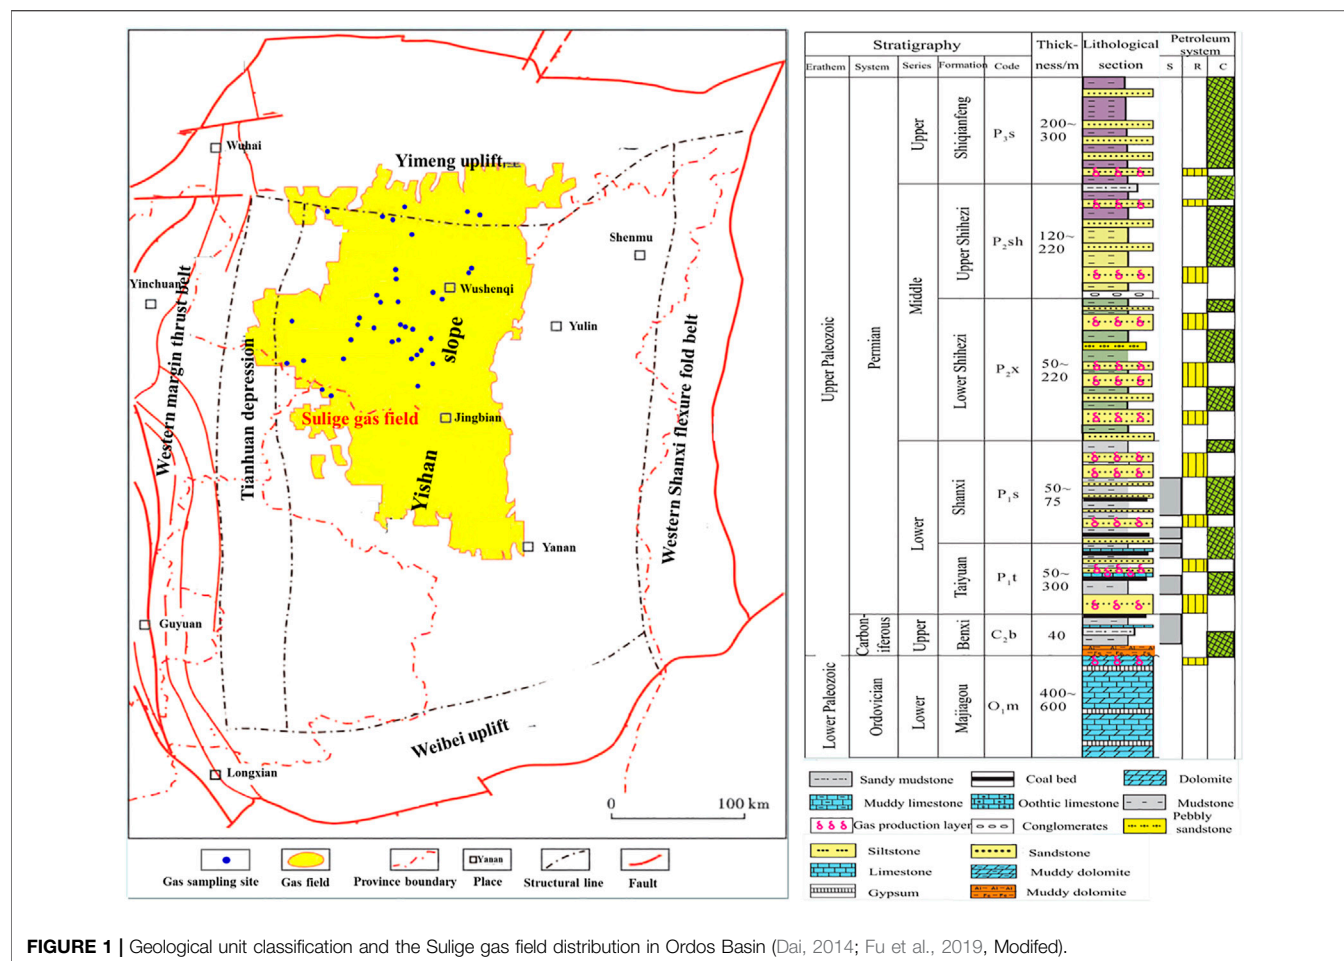 Wuhai
Yimeng uplift
Shenmu
Yinchuan
Wushenqi
Yulin
slope
Western margin thrust belt
Tianhuan depression
Sulige gas field
Jingbian
Western Shanxi flexure fold belt
Yishan
Yanan
Guyuan
Weibei uplift
Longxian
0 100 km
Yanan
Gas sampling site Gas field Province boundary Place Structural line Fault
Stratigraphy Thick- Lithological Petroleum
system
Erathem System Series Formation Code ness/m section S R C
Upper Shiqianfeng P3s 200~
300
Upper Paleozoic Permian Middle Upper Shihezi P2sh 120~
220
Lower Shihezi P2x 50~
220
Lower Shanxi P1s 50~
75
Taiyuan P1t 50~
300
Carbon-
iferous Upper Benxi C2b 40
Lower Paleozoic Ordovician Lower Majiagou O1m 400~
600
Sandy mudstone Coal bed Dolomite
Muddy limestone Oothtic limestone Mudstone
Gas production layer Conglomerates Pebbly
sandstone
Siltstone Sandstone
Limestone Muddy dolomite
Gypsum Muddy dolomite
FIGURE 1 | Geological unit classification and the Sulige gas field distribution in Ordos Basin (Dai, 2014; Fu et al., 2019, Modifed).